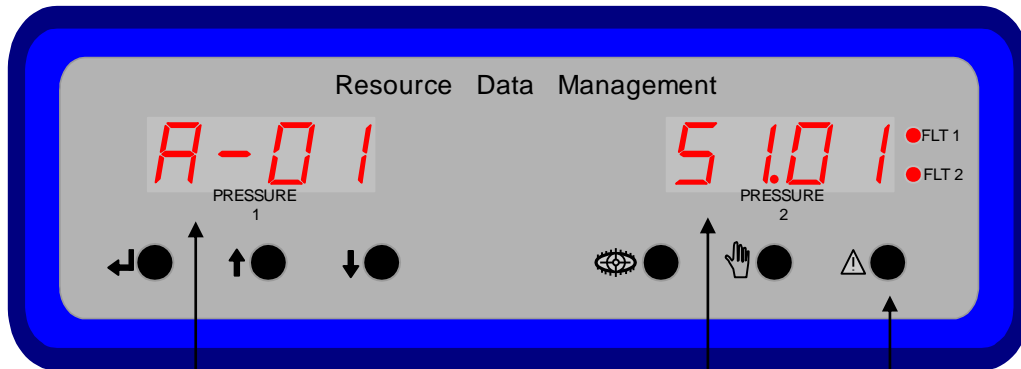 Resource Data Management
A-01 51.01 FLT 1
FLT 2
PRESSURE 1
PRESSURE 2